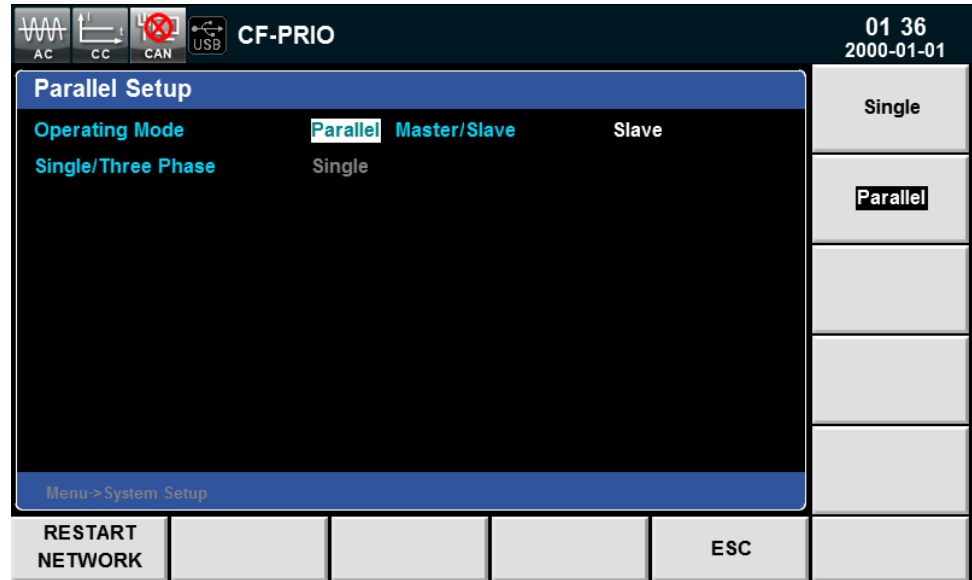 AC CC CAN USB CF-PRIO 01 36
2000-01-01
Parallel Setup
Operating Mode Parallel Master/Slave Slave
Single/Three Phase Single
Menu->System Setup
Single
Parallel
RESTART
NETWORK
ESC